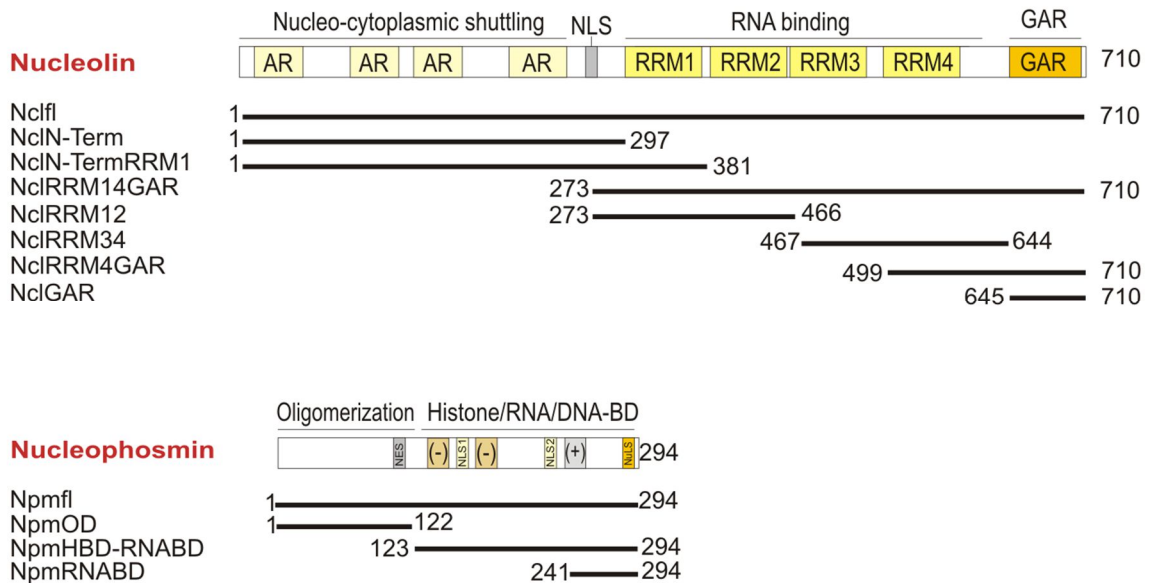 Nucleo-cytoplasmic shuttling NLS RNA binding GAR
Nucleolin AR AR AR AR RRM1 RRM2 RRM3 RRM4 GAR 710
Nclfl 1 710
NclN-Term 1 297
NclN-TermRRM1 1 381
NclRRM14GAR 273 710
NclRRM12 273 466
NclRRM34 467 644
NclRRM4GAR 499 710
NclGAR 645 710
Oligomerization Histone/RNA/DNA-BD
Nucleophosmin NES (-) NLS1 (-) NLS2 (+) NuLS 294
Npmfl 1 294
NpmOD 1 122
NpmHBD-RNABD 123 294
NpmRNABD 241 294